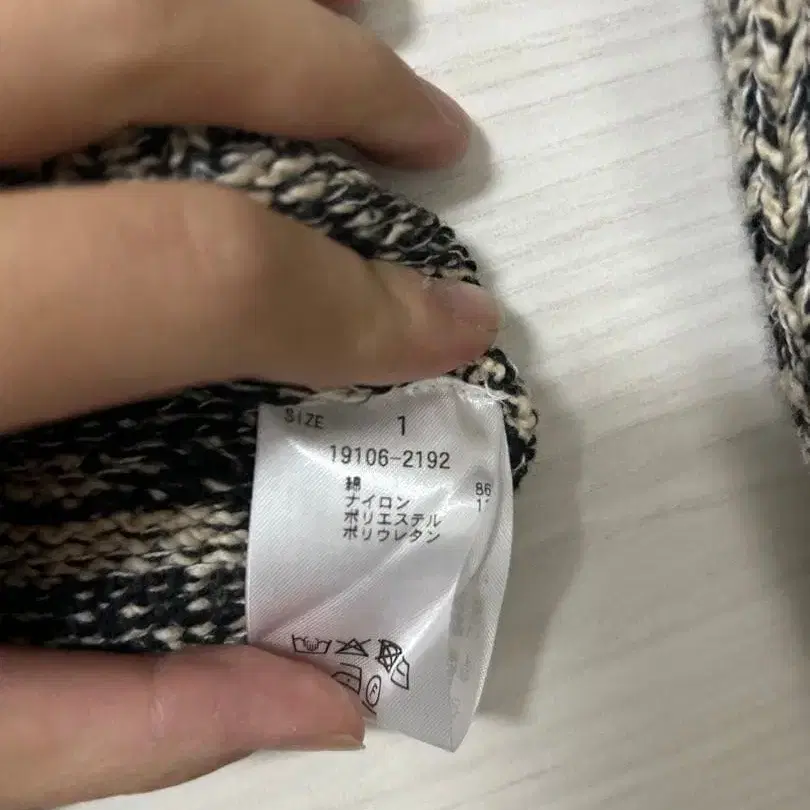 SIZE 1
19106-2192
綿 86
ナイロン
ポリエステル
ポリウレタン